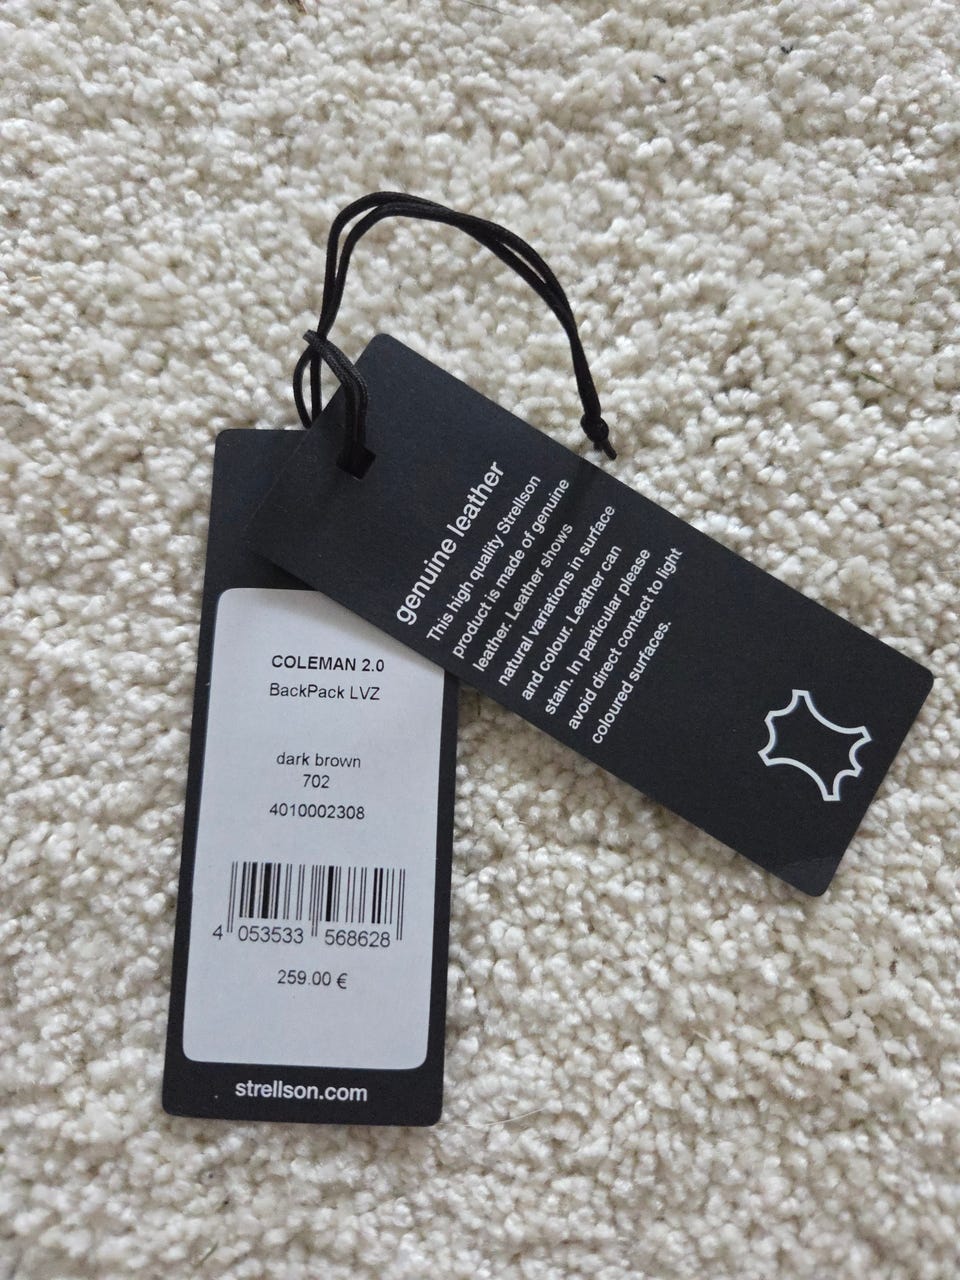 genuine leather
This high quality Strellson
product is made of genuine
leather. Leather shows
natural variations in surface
and colour. Leather can
stain. In particular please
avoid direct contact to light
coloured surfaces.
COLEMAN 2.0
BackPack LVZ
dark brown
702
4010002308
4 053533 568628
259.00 €
strellson.com